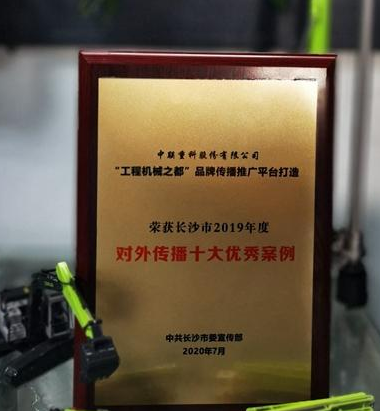 中联重科股份有限公司
“工程机械之都”品牌传播推广平台打造
荣获长沙市2019年度
对外传播十大优秀案例
中共长沙市委宣传部
2020年7月